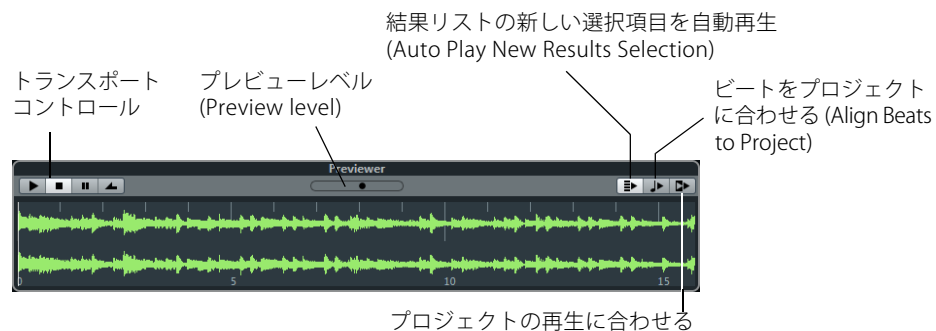 結果リストの新しい選択項目を自動再生
(Auto Play New Results Selection)
トランスポート
コントロール
プレビューレベル
(Preview level)
ビートをプロジェクト
に合わせる (Align Beats
to Project)
Previewer
0
5
10
15
プロジェクトの再生に合わせる